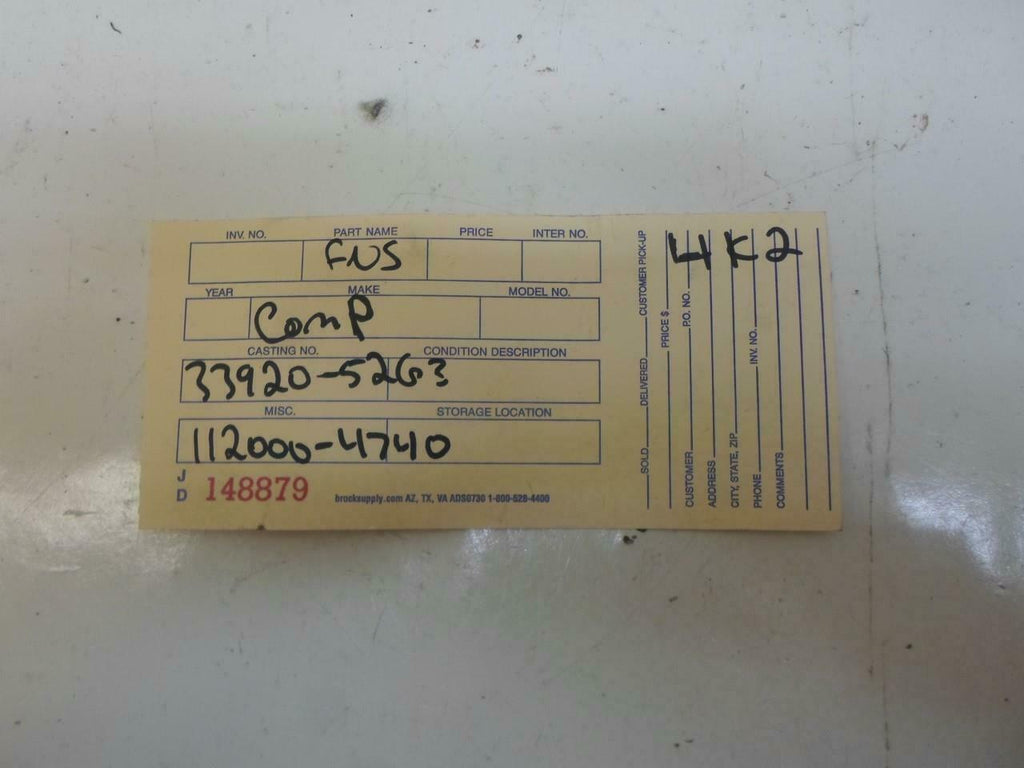 INV. NO. PART NAME PRICE INTER NO.
FNS
YEAR MAKE MODEL NO.
Comp
CASTING NO. CONDITION DESCRIPTION
33920-52G3
MISC. STORAGE LOCATION
112000-4740
JD 148879 brocksupply.com AZ, TX, VA ADS0730 1-800-528-4400
4K2
SOLD DELIVERED CUSTOMER PICK-UP
PRICE $
CUSTOMER P.O. NO.
ADDRESS
CITY, STATE, ZIP
PHONE INV. NO.
COMMENTS